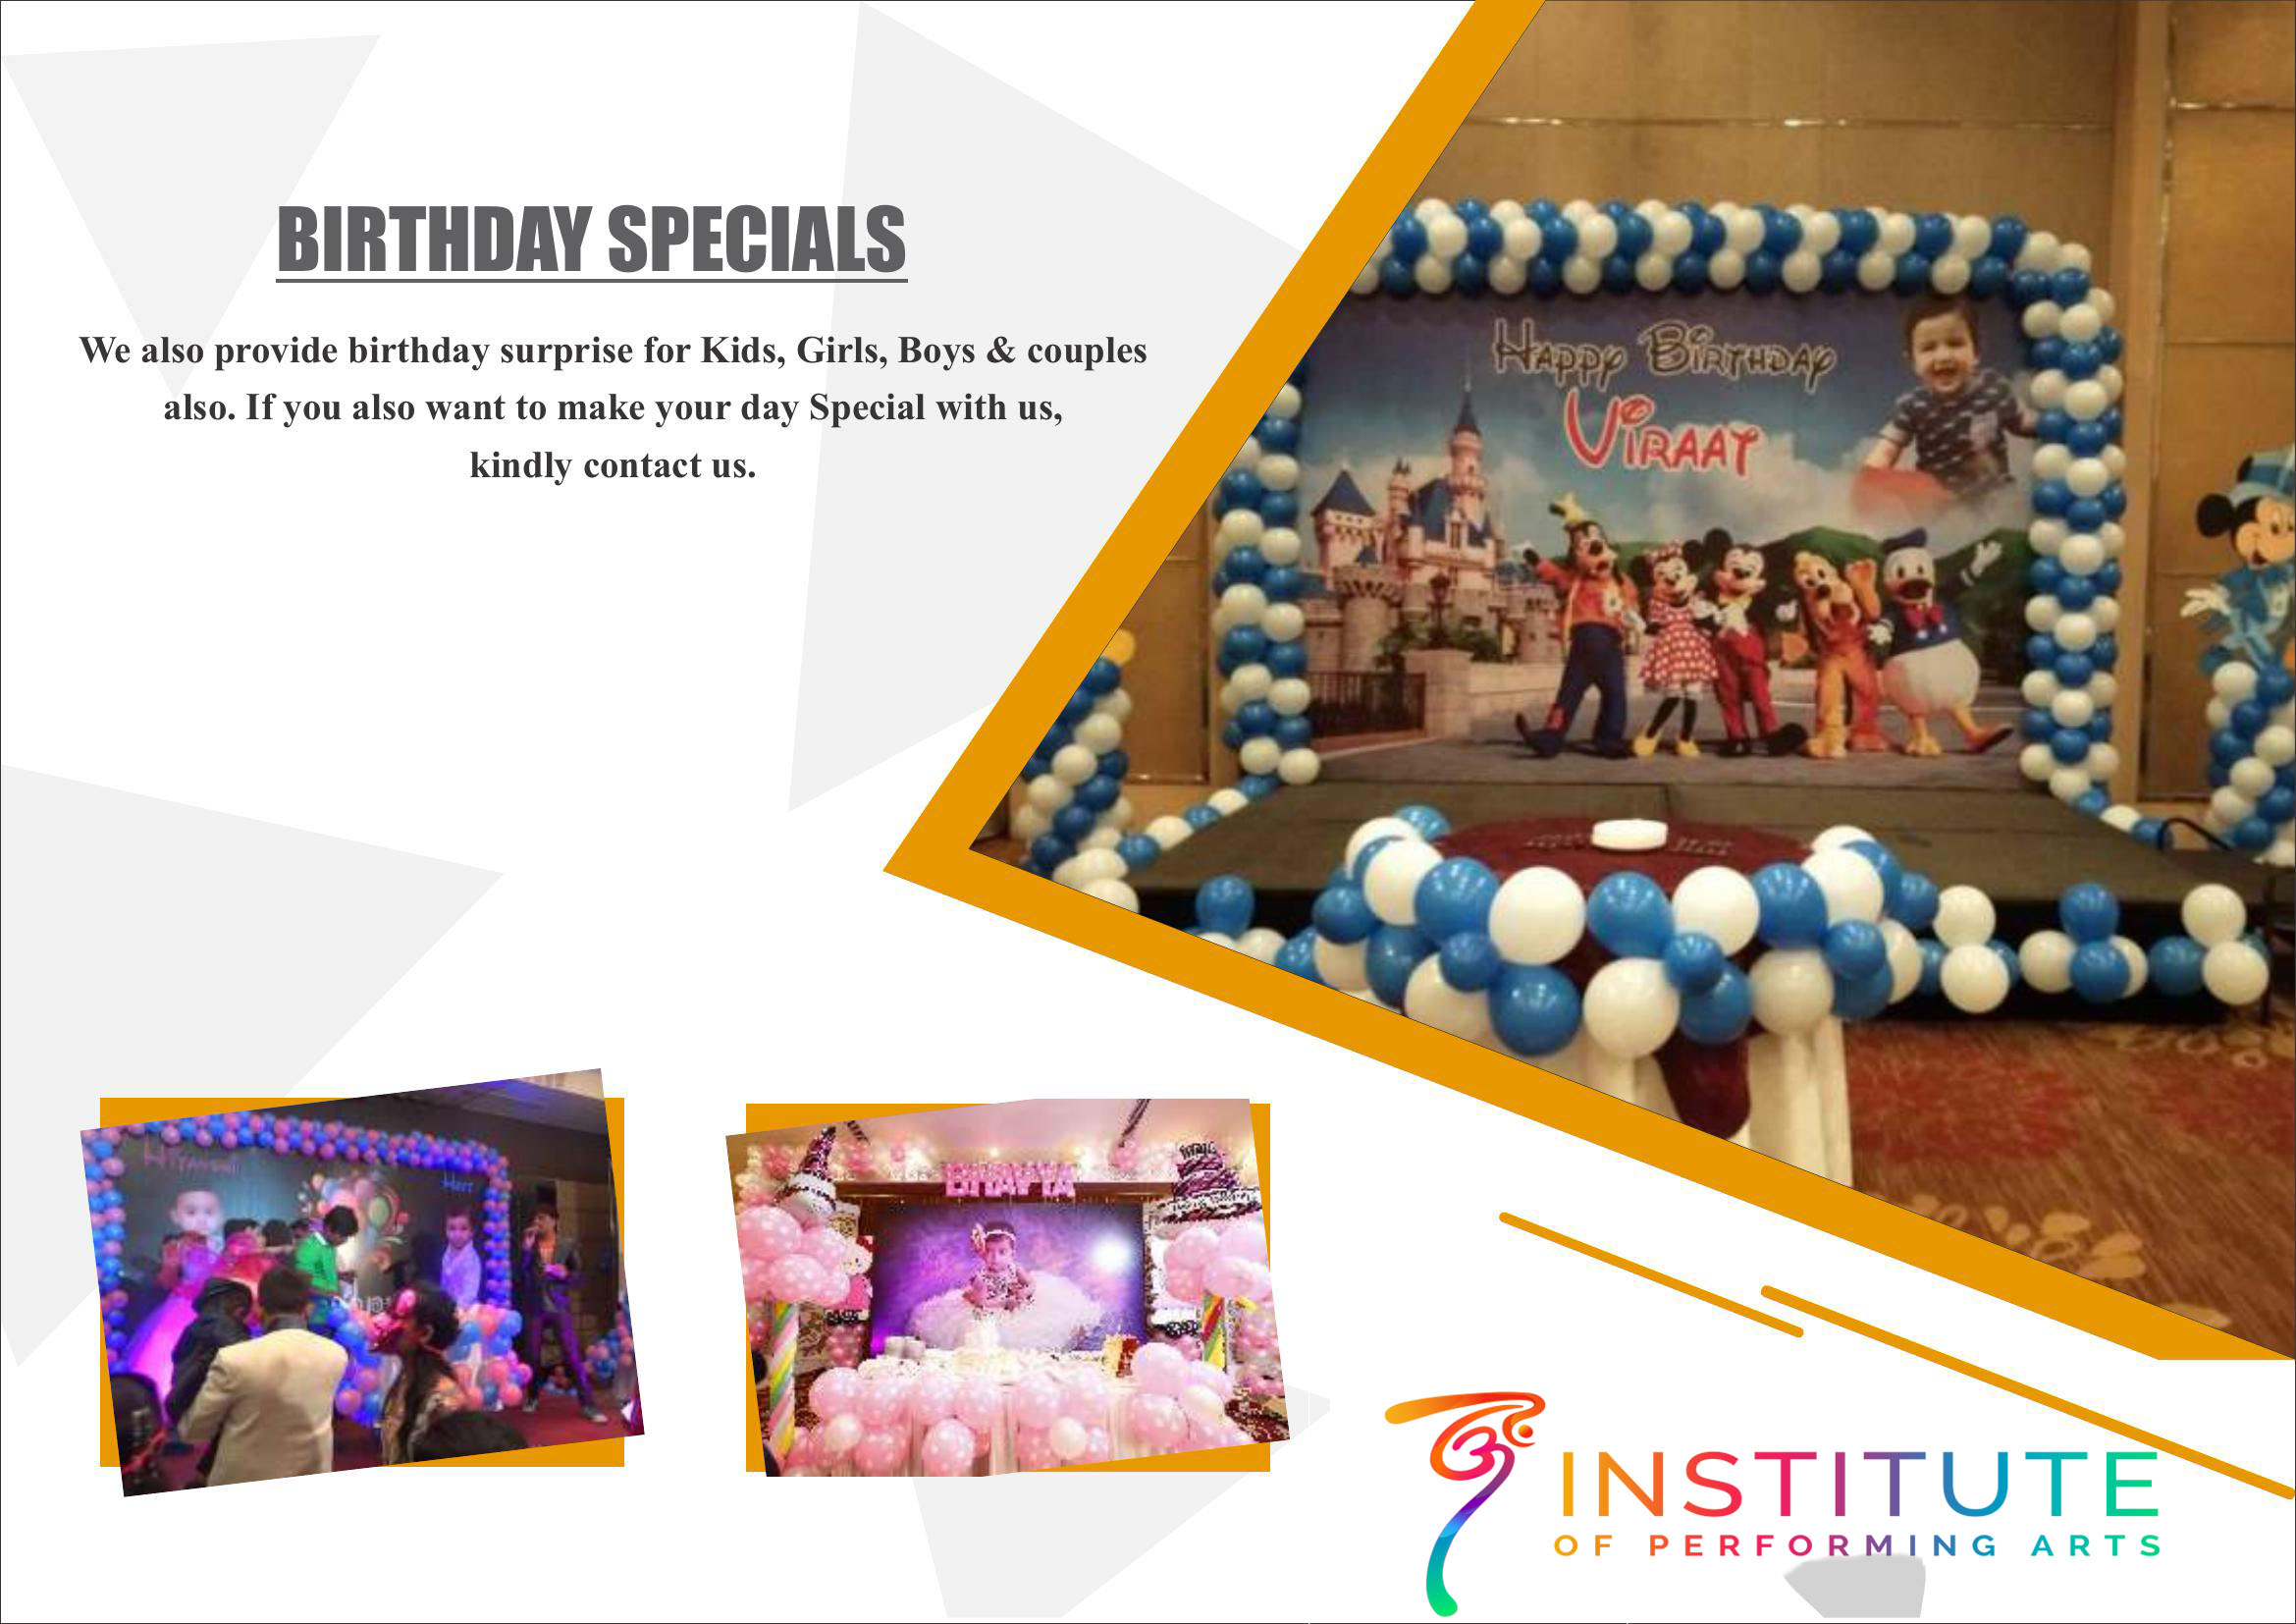 BIRTHDAY SPECIALS
We also provide birthday surprise for Kids, Girls, Boys & couples
also. If you also want to make your day Special with us,
kindly contact us.
Happy Birthday
Viraat
INSTITUTE
OF PERFORMING ARTS